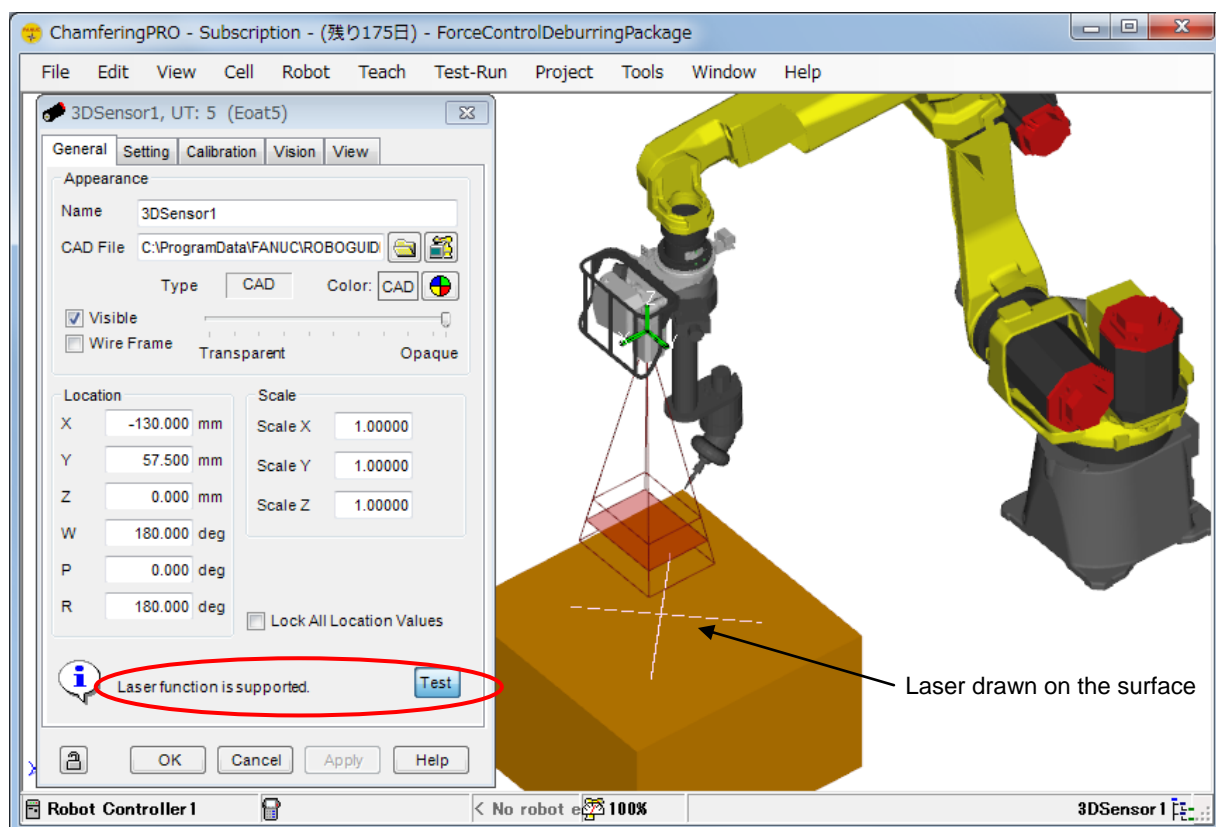 ChamferingPRO - Subscription - (残り175日) - ForceControlDeburringPackage
File Edit View Cell Robot Teach Test-Run Project Tools Window Help
3DSensor1, UT: 5 (Eoat5)
General Setting Calibration Vision View
Appearance
Name 3DSensor1
CAD File C:\ProgramData\FANUC\ROBOGUID
Type CAD Color: CAD
Visible
Wire Frame
Transparent Opaque
Location Scale
X -130.000 mm Scale X 1.00000
Y 57.500 mm Scale Y 1.00000
Z 0.000 mm Scale Z 1.00000
W 180.000 deg
P 0.000 deg
R 180.000 deg
Lock All Location Values
Laser function is supported. Test
OK Cancel Apply Help
Z
Laser drawn on the surface
Robot Controller1 < No robot e 100% 3DSensor1